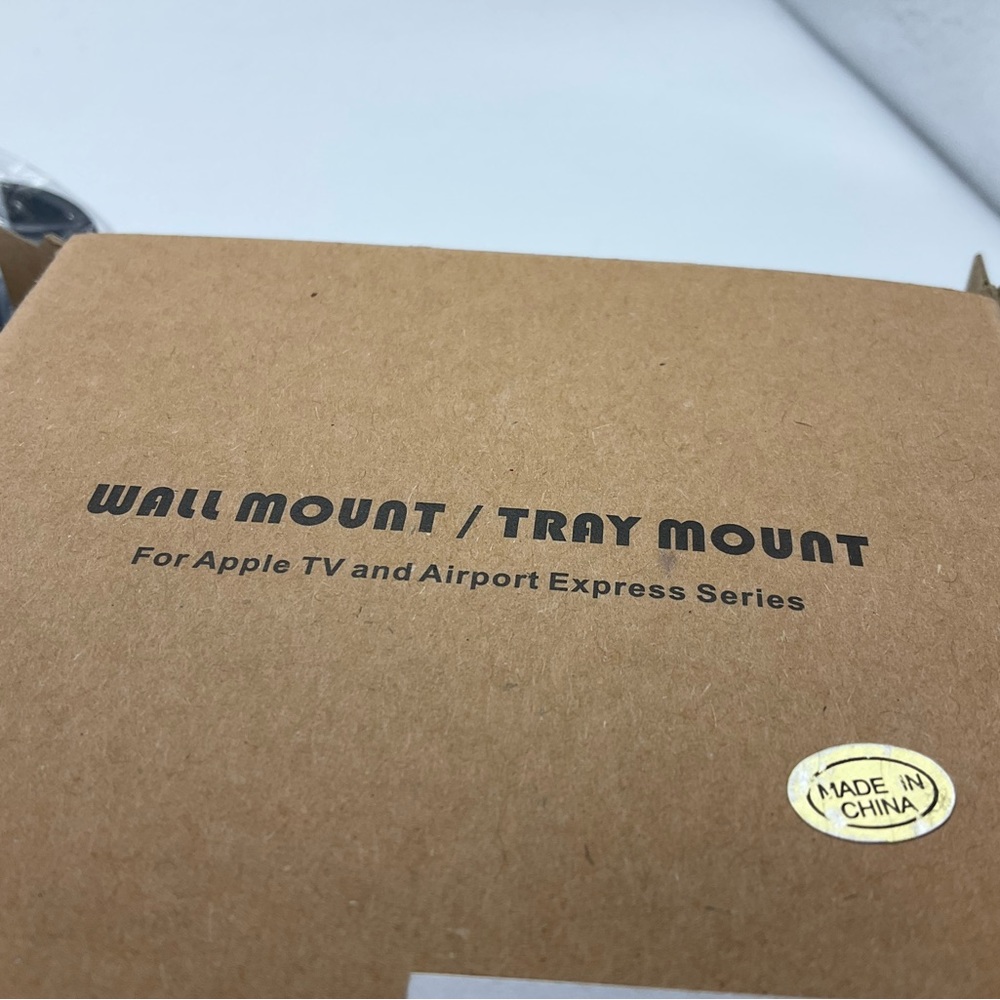 WALL MOUNT / TRAY MOUNT
For Apple TV and Airport Express Series
MADE IN
CHINA